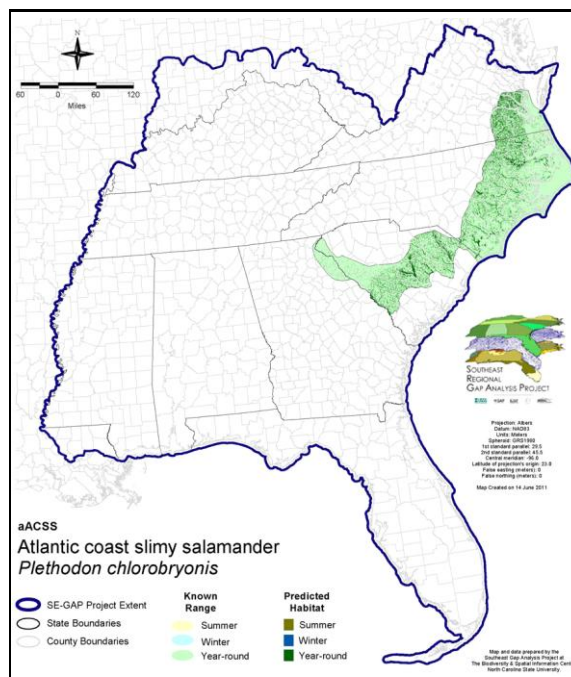 60 0 60 120
Miles
SOUTHEAST
REGIONAL
GAP ANALYSIS PROJECT
Projection: Albers
Datum: NAD83
Units: Meters
Spheroid: GRS1980
1st standard parallel: 29.5
2nd standard parallel: 45.5
Central meridian: -96.0
Latitude of projection's origin: 23.0
False easting (meters): 0
False northing (meters): 0
Map Created on 14 June 2011
aACSS
Atlantic coast slimy salamander
Plethodon chlorobryonis
SE-GAP Project Extent
State Boundaries
County Boundaries
Known
Range
Summer
Winter
Year-round
Predicted
Habitat
Summer
Winter
Year-round
Map and data prepared by the
Southeast Gap Analysis Project at
The Biodiversity & Spatial Information Center
North Carolina State University.